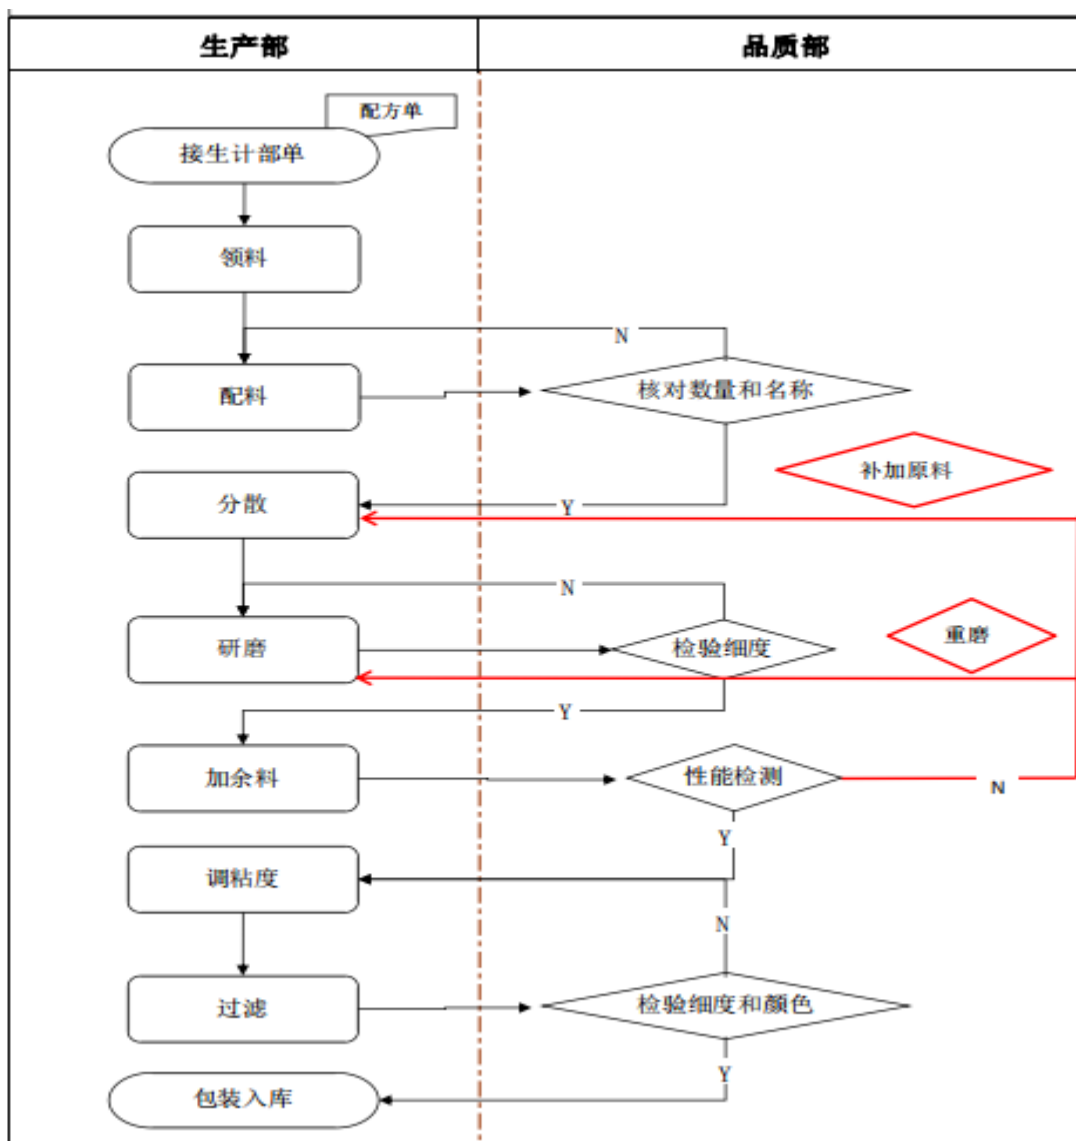 生产部
品质部
配方单
接生计部单
领料
N
配料
核对数量和名称
补加原料
分散
Y
N
研磨
检验细度
重磨
Y
加余料
性能检测
N
Y
调粘度
N
过滤
检验细度和颜色
Y
包装入库